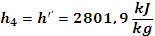 h₄ = h′′ = 2801,9 kJ/kg